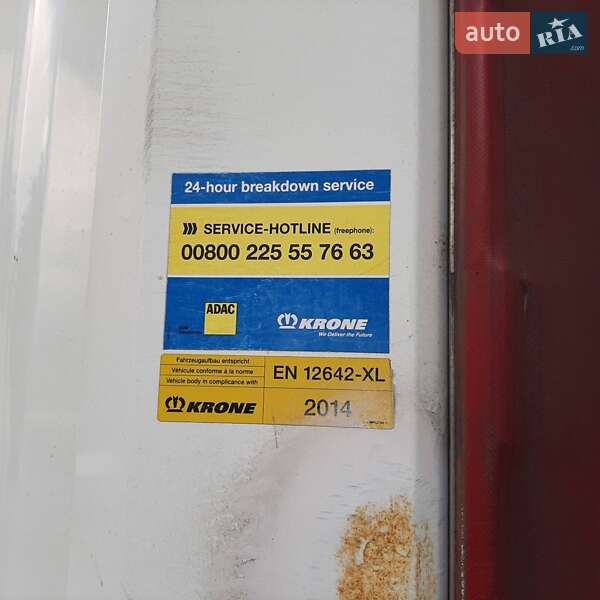 auto RIA
.com
24-hour breakdown service
SERVICE-HOTLINE (freephone):
00800 225 55 76 63
ADAC
KRONE
We Deliver the Future
Fahrzeugaufbau entspricht
Véhicule conforme à la norme
Vehicle body in compliance with
EN 12642-XL
KRONE
2014